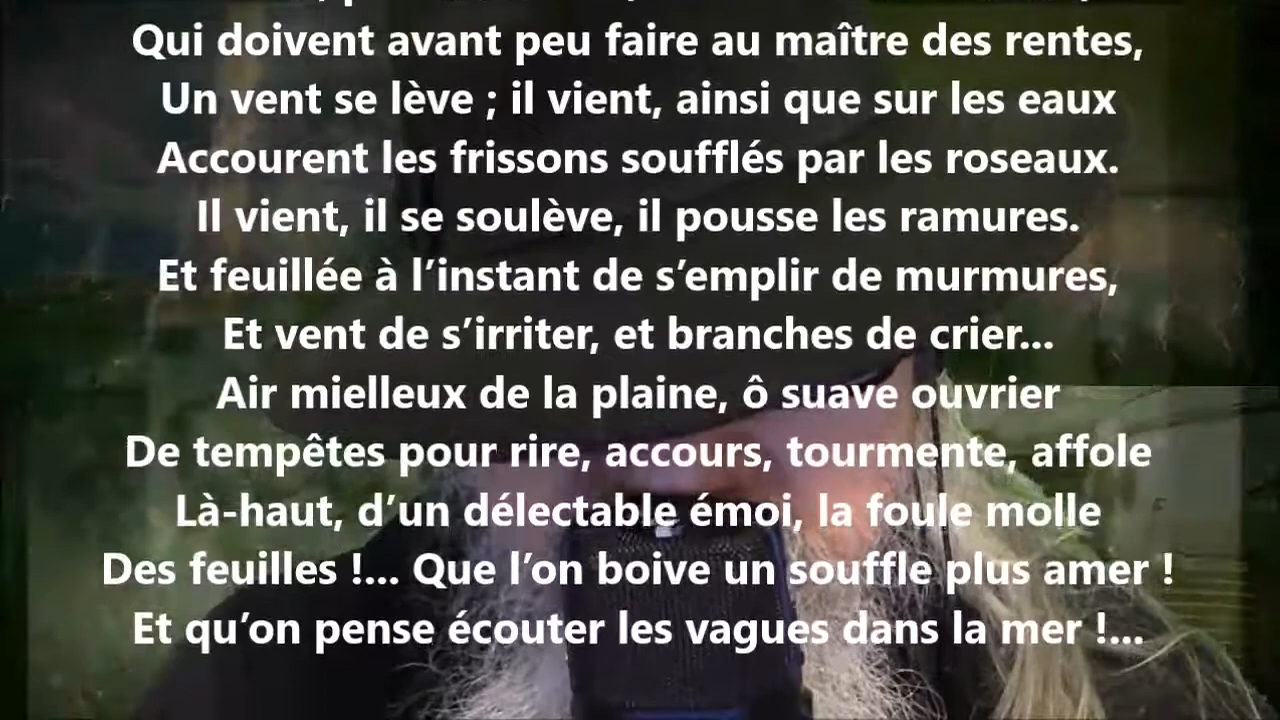 Qui doivent avant peu faire au maître des rentes,
Un vent se lève ; il vient, ainsi que sur les eaux
Accourent les frissons soufflés par les roseaux.
Il vient, il se soulève, il pousse les ramures.
Et feuillée à l’instant de s’emplir de murmures,
Et vent de s’irriter, et branches de crier...
Air mielleux de la plaine, ô suave ouvrier
De tempêtes pour rire, accours, tourmente, affole
Là-haut, d’un délectable émoi, la foule molle
Des feuilles !... Que l’on boive un souffle plus amer !
Et qu’on pense écouter les vagues dans la mer !...